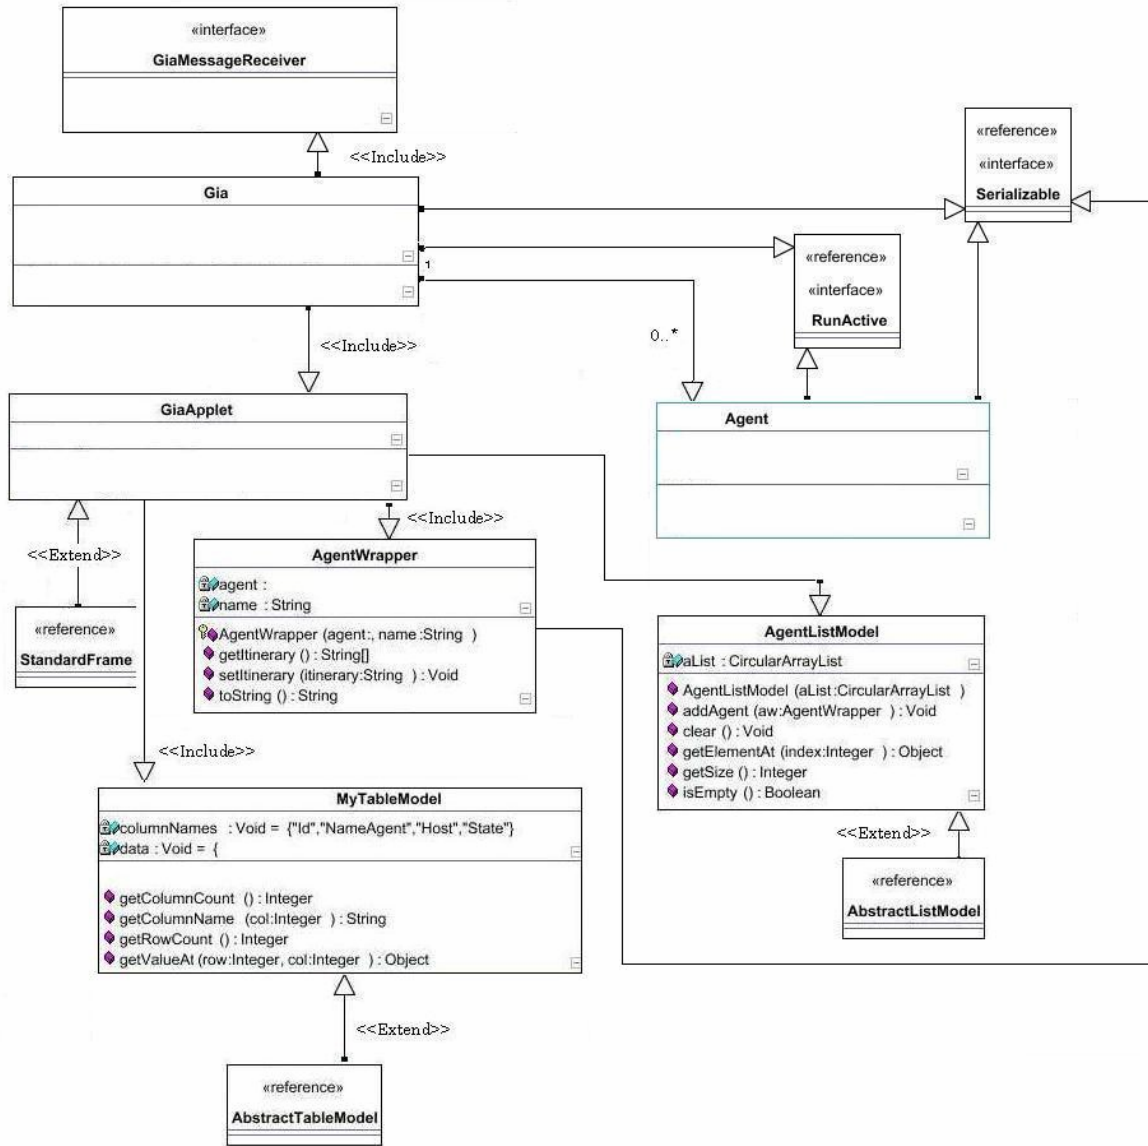 «interface»
GiaMessageReceiver
<<Include>>
Gia
1
<<Include>>
«reference»
«interface»
Serializable
«reference»
«interface»
RunActive
0..*
GiaApplet
Agent
<<Extend>>
<<Include>>
«reference»
StandardFrame
AgentWrapper
agent :
name : String
AgentWrapper (agent:, name :String )
getItinerary () : String[]
setItinerary (itinerary:String ) : Void
toString () : String
AgentListModel
aList : CircularArrayList
AgentListModel (aList:CircularArrayList )
addAgent (aw:AgentWrapper ) : Void
clear () : Void
getElementAt (index:Integer ) : Object
getSize () : Integer
isEmpty () : Boolean
<<Include>>
<<Extend>>
«reference»
AbstractListModel
MyTableModel
columnNames : Void = {"Id","NameAgent","Host","State"}
data : Void = {
getColumnCount () : Integer
getColumnName (col:Integer ) : String
getRowCount () : Integer
getValueAt (row:Integer, col:Integer ) : Object
<<Extend>>
«reference»
AbstractTableModel